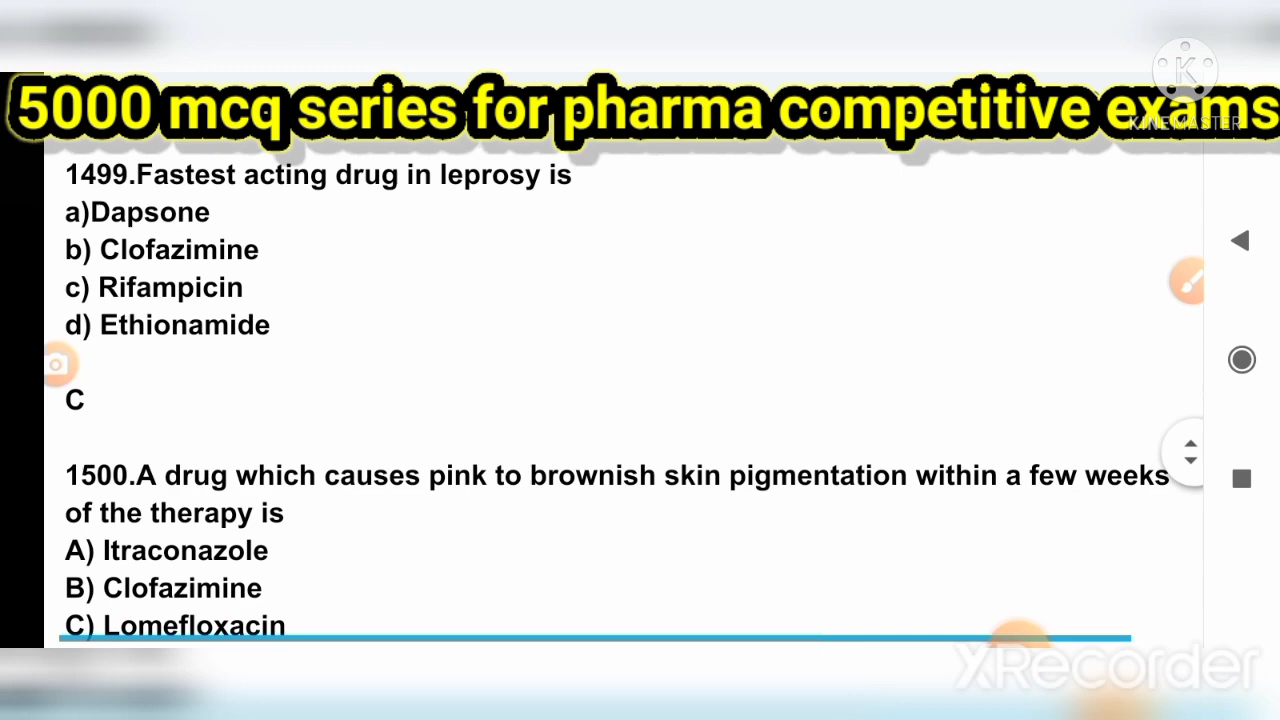 K
5000 mcq series for pharma competitive exams
KINEMASTER
1499.Fastest acting drug in leprosy is
a)Dapsone
b) Clofazimine
c) Rifampicin
d) Ethionamide
C
1500.A drug which causes pink to brownish skin pigmentation within a few weeks
of the therapy is
A) Itraconazole
B) Clofazimine
C) Lomefloxacin
XRecorder